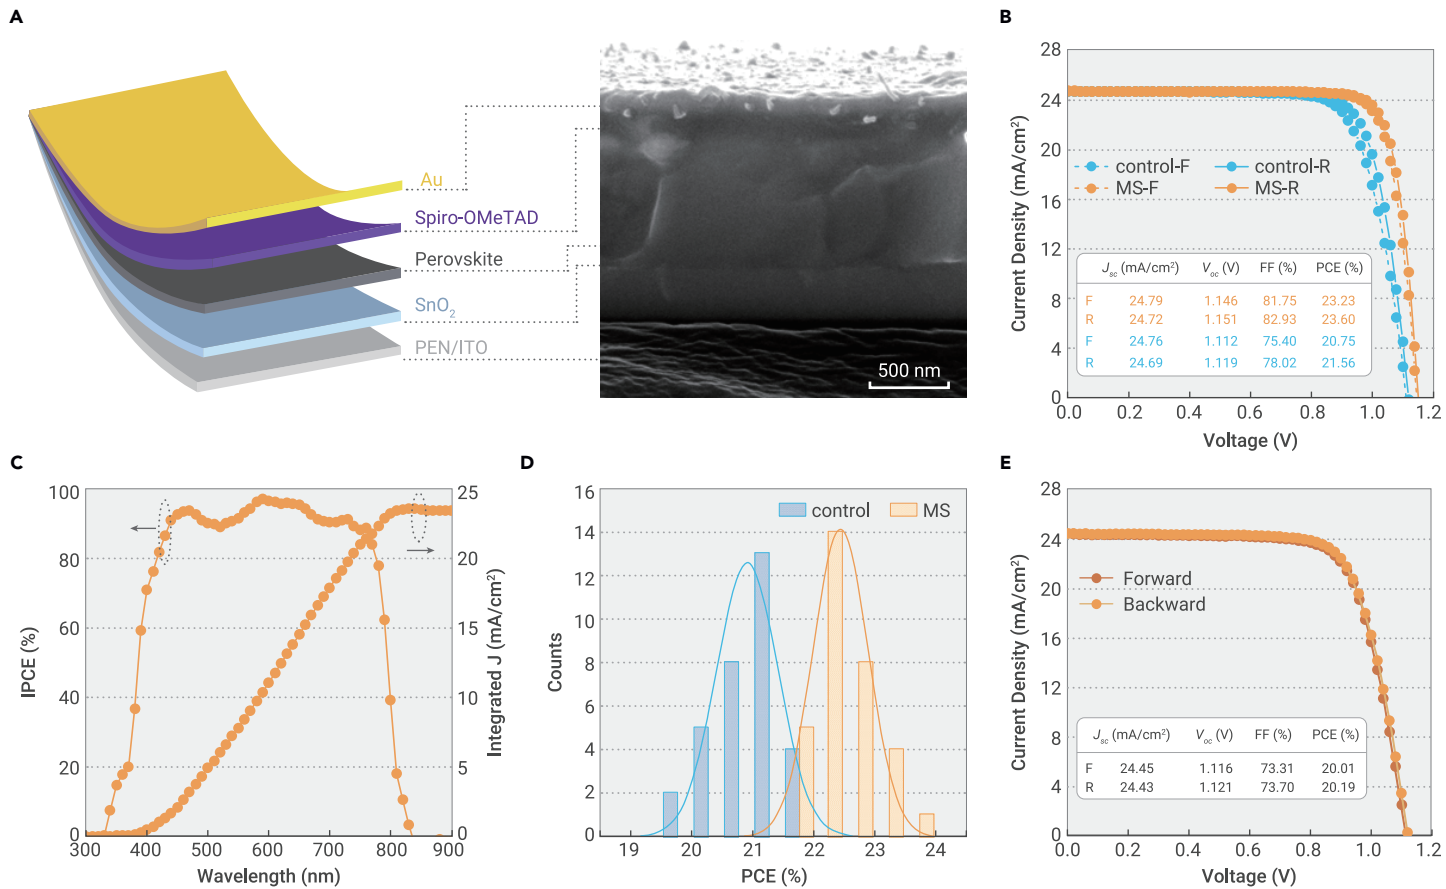 A
Au
Spiro-OMeTAD
Perovskite
SnO2
PEN/ITO
500 nm
B
28
24
20
16
12
8
4
0
0.0 0.2 0.4 0.6 0.8 1.0 1.2
Current Density (mA/cm²)
Voltage (V)
control-F control-R
MS-F MS-R
Jsc (mA/cm²) Voc (V) FF (%) PCE (%)
F 24.79 1.146 81.75 23.23
R 24.72 1.151 82.93 23.60
F 24.76 1.112 75.40 20.75
R 24.69 1.119 78.02 21.56
C
100
80
60
40
20
0
25
20
15
10
5
0
300 400 500 600 700 800 900
IPCE (%)
Integrated J (mA/cm²)
Wavelength (nm)
D
16
14
12
10
8
6
4
2
0
19 20 21 22 23 24
Counts
PCE (%)
control MS
E
28
24
20
16
12
8
4
0
0.0 0.2 0.4 0.6 0.8 1.0 1.2
Current Density (mA/cm²)
Voltage (V)
Forward
Backward
Jsc (mA/cm²) Voc (V) FF (%) PCE (%)
F 24.45 1.116 73.31 20.01
R 24.43 1.121 73.70 20.19